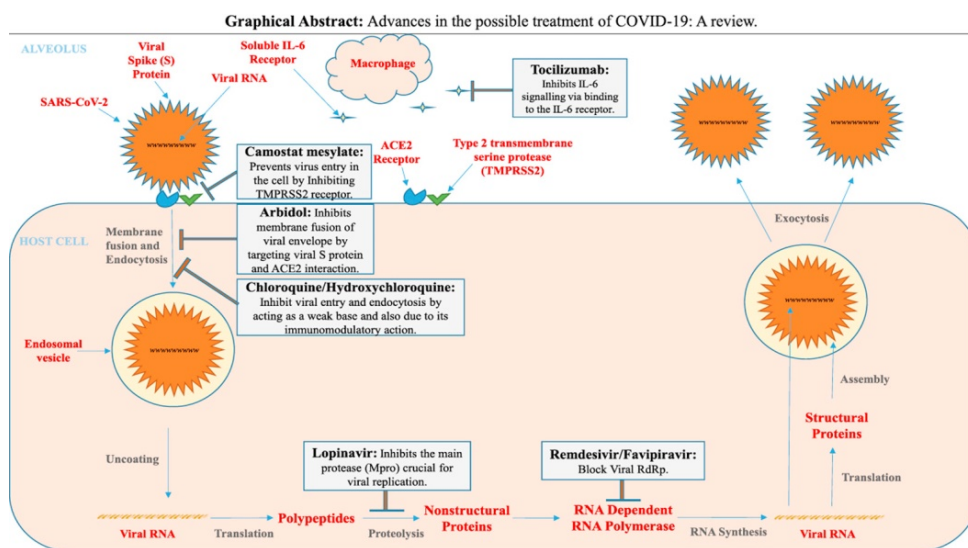 Graphical Abstract: Advances in the possible treatment of COVID-19: A review.
ALVEOLUS
Viral
Spike (S)
Protein
Soluble IL-6
Receptor
Macrophage
Viral RNA
SARS-CoV-2
Tocilizumab:
Inhibits IL-6
signalling via binding
to the IL-6 receptor.
wwwwwwwww
wwwwwwwww
wwwwwwwww
Camostat mesylate:
Prevents virus entry in
the cell by Inhibiting
TMPRSS2 receptor.
ACE2
Receptor
Type 2 transmembrane
serine protease
(TMPRSS2)
HOST CELL
Membrane
fusion and
Endocytosis
Arbidol: Inhibits
membrane fusion of
viral envelope by
targeting viral S protein
and ACE2 interaction.
Exocytosis
Chloroquine/Hydroxychloroquine:
Inhibit viral entry and endocytosis by
acting as a weak base and also due to its
immunomodulatory action.
wwwwwwwww
Endosomal
vesicle
wwwwwwwww
Assembly
Structural
Proteins
Uncoating
Lopinavir: Inhibits the main
protease (Mpro) crucial for
viral replication.
Remdesivir/Favipiravir:
Block Viral RdRp.
Translation
Viral RNA
Translation
Polypeptides
Proteolysis
Nonstructural
Proteins
RNA Dependent
RNA Polymerase
RNA Synthesis
Viral RNA